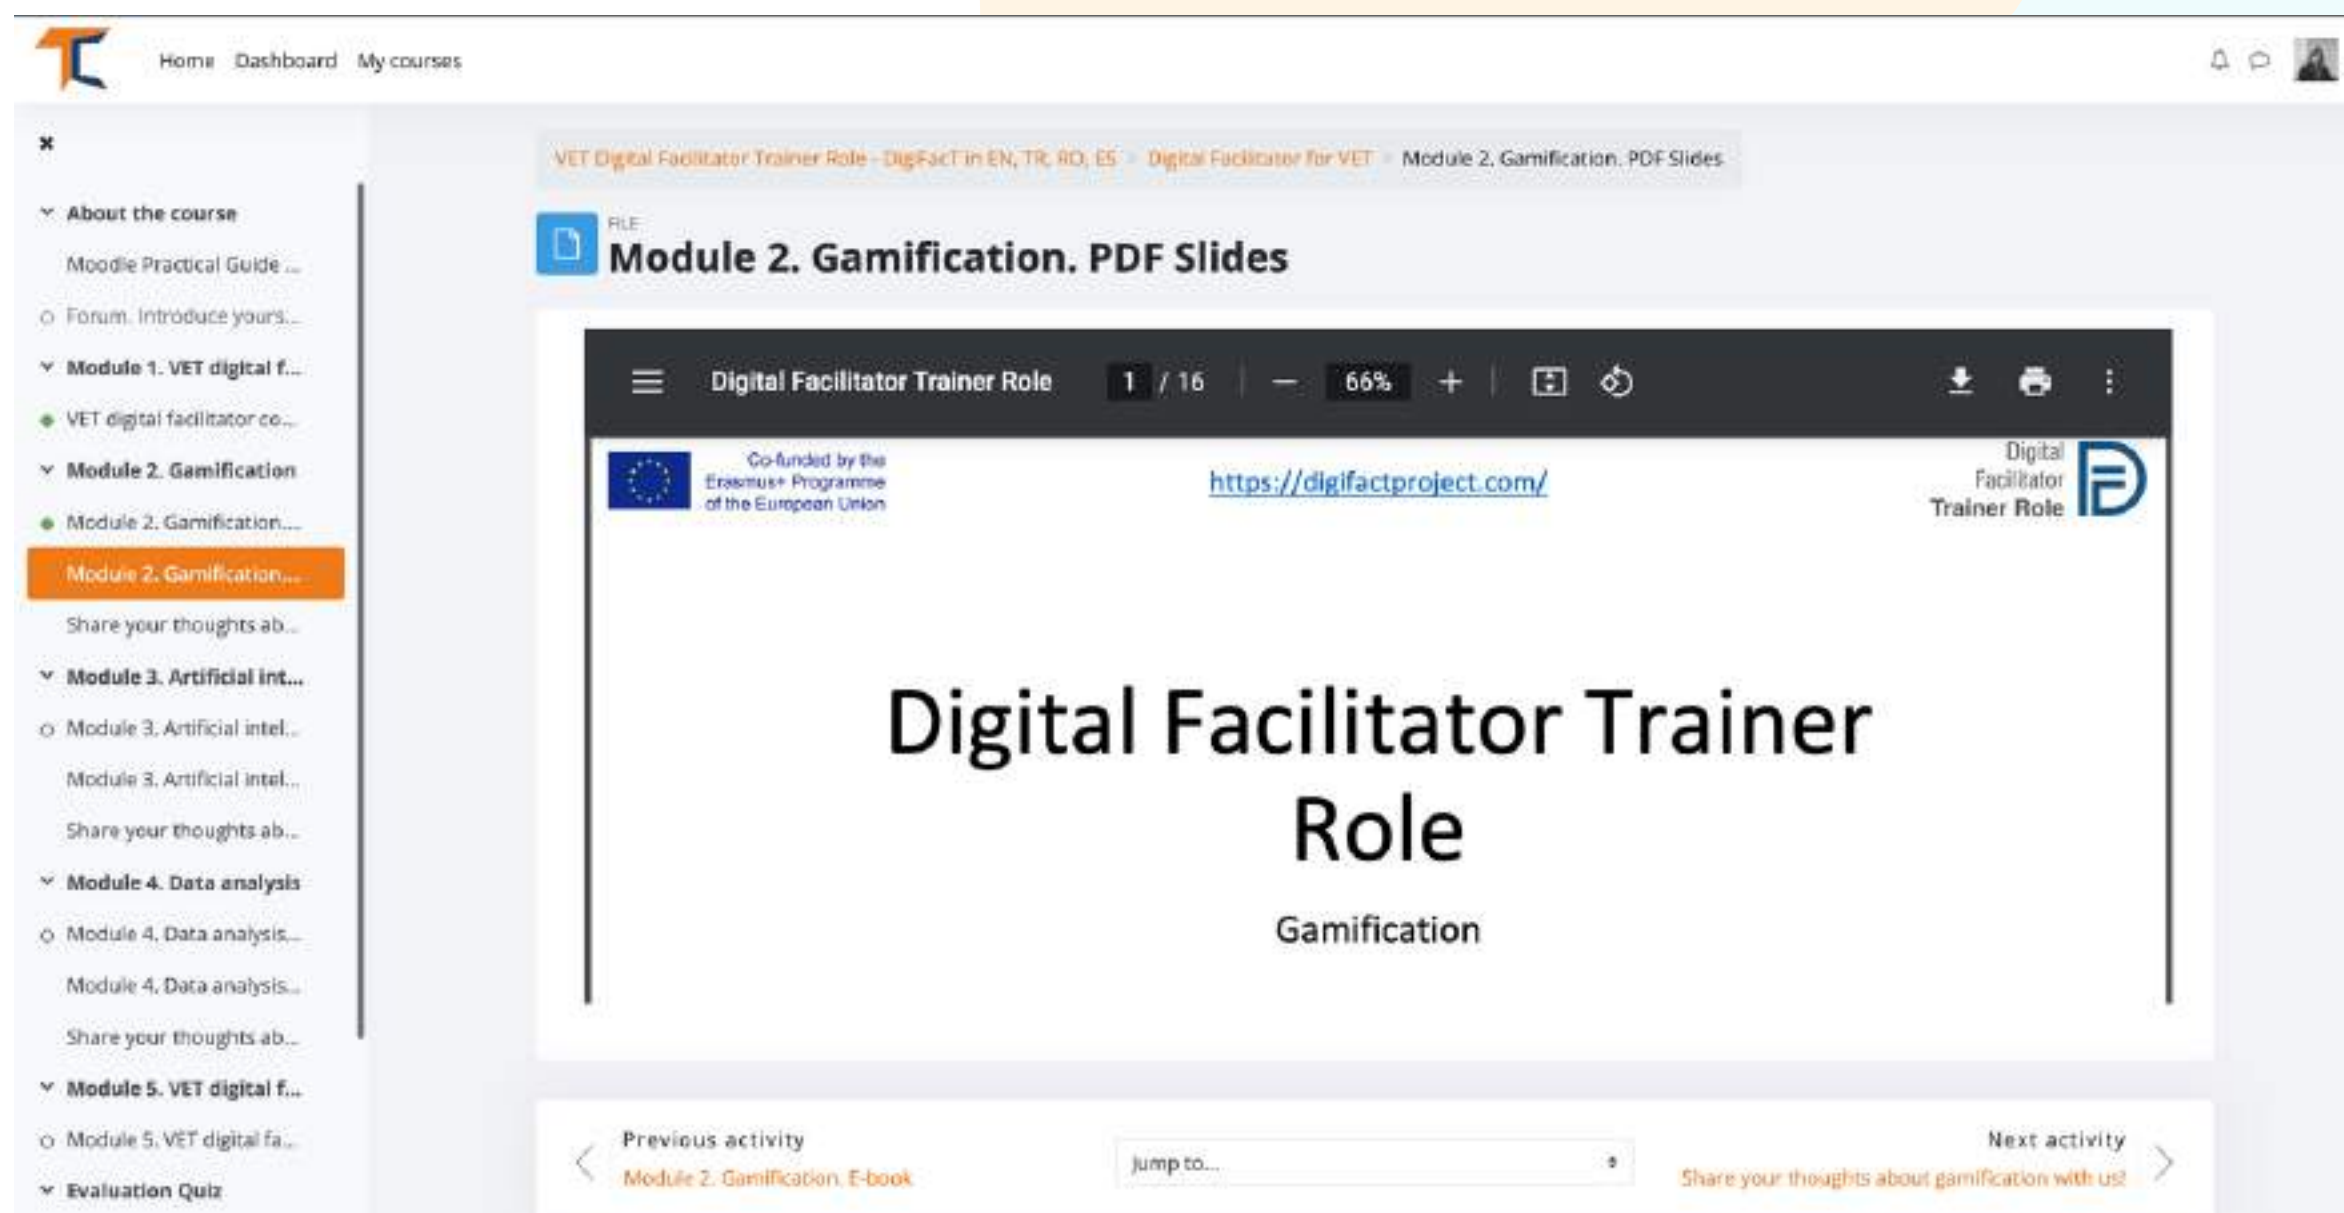 Home Dashboard My courses
VET Digital Facilitator Trainer Role - DigiFacT in EN, TR, RO, ES
Digital Facilitator for VET
Module 2. Gamification. PDF Slides
About the course
Moodle Practical Guide ...
Forum. Introduce yours...
Module 1. VET digital f...
VET digital facilitator co...
Module 2. Gamification
Module 2. Gamification....
Module 2. Gamification....
Share your thoughts ab...
Module 3. Artificial int...
Module 3. Artificial intel...
Module 3. Artificial intel...
Share your thoughts ab...
Module 4. Data analysis
Module 4. Data analysis...
Module 4. Data analysis...
Share your thoughts ab...
Module 5. VET digital f...
Module 5. VET digital fa...
Evaluation Quiz
FILE
Module 2. Gamification. PDF Slides
Digital Facilitator Trainer Role 1 / 16 66%
Co-funded by the
Erasmus+ Programme
of the European Union
https://digifactproject.com/
Digital
Facilitator
Trainer Role
Digital Facilitator Trainer
Role
Gamification
Previous activity
Module 2. Gamification. E-book
Jump to...
Next activity
Share your thoughts about gamification with us!